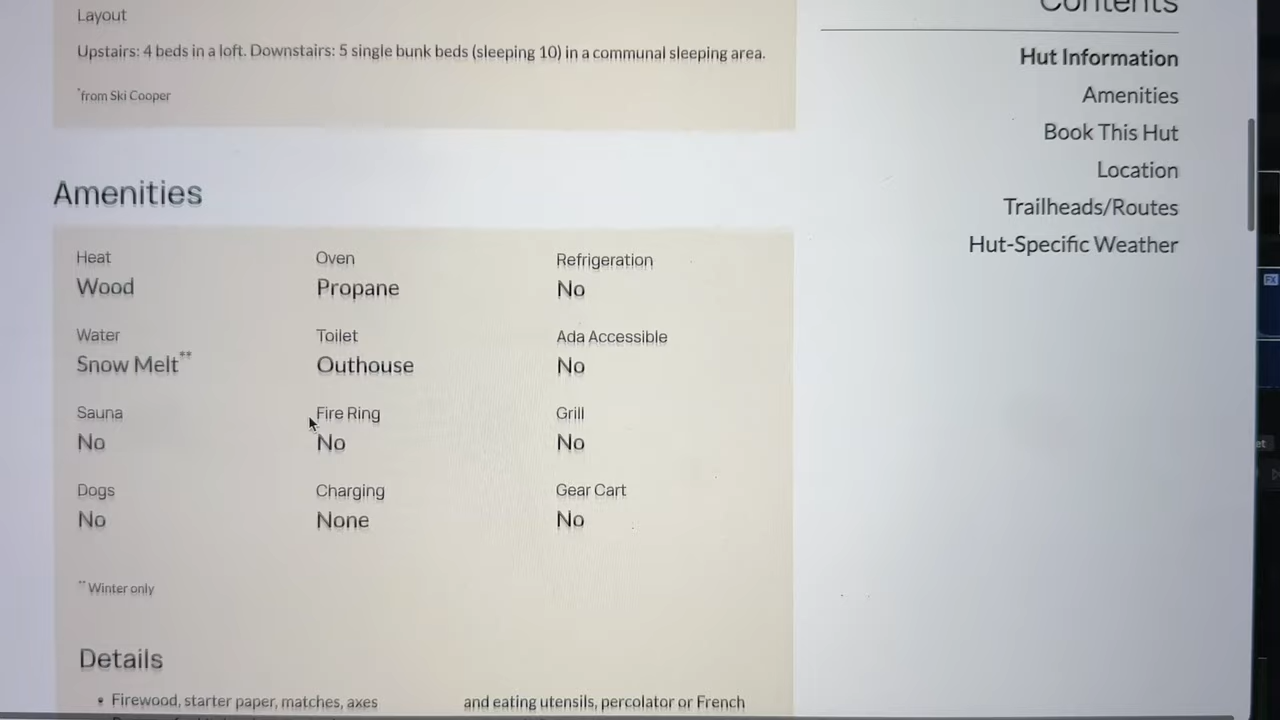 Layout
Upstairs: 4 beds in a loft. Downstairs: 5 single bunk beds (sleeping 10) in a communal sleeping area.
*from Ski Cooper
Amenities
Heat
Wood
Oven
Propane
Refrigeration
No
Water
Snow Melt**
Toilet
Outhouse
Ada Accessible
No
Sauna
No
Fire Ring
No
Grill
No
Dogs
No
Charging
None
Gear Cart
No
** Winter only
Details
• Firewood, starter paper, matches, axes
and eating utensils, percolator or French
Contents
Hut Information
Amenities
Book This Hut
Location
Trailheads/Routes
Hut-Specific Weather
FX